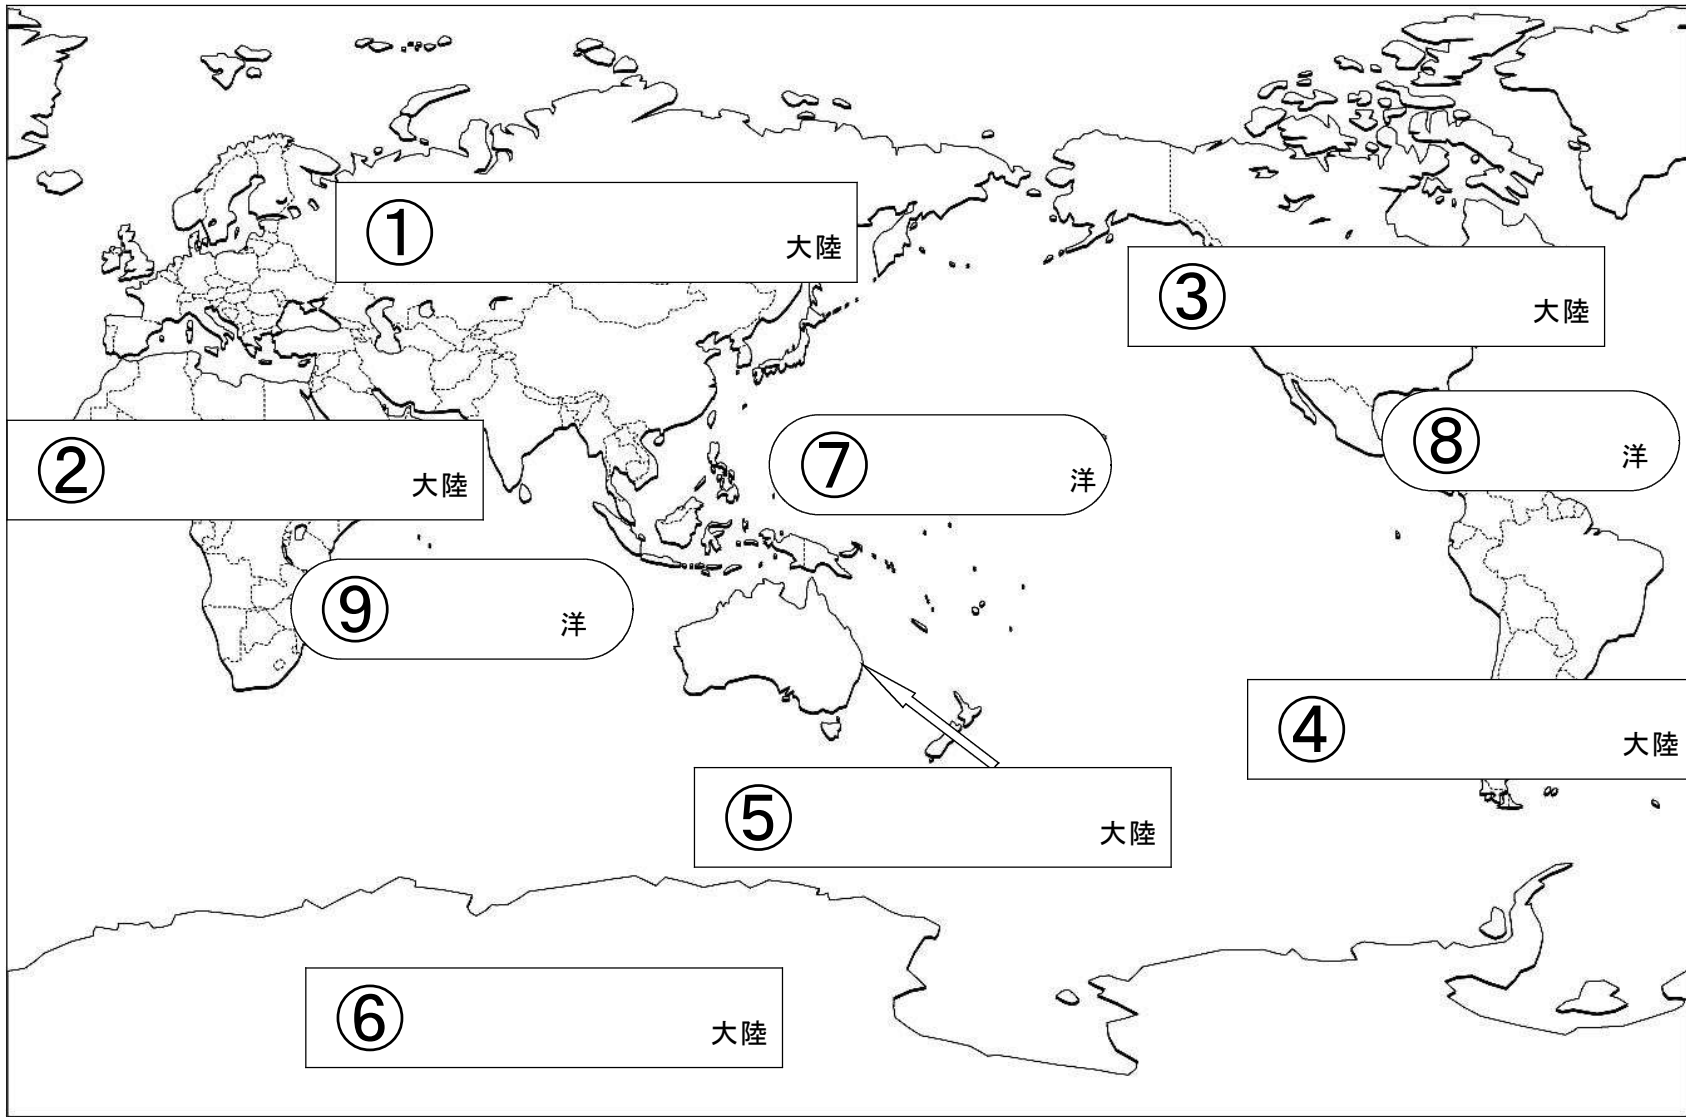 ① 大陸
② 大陸
③ 大陸
④ 大陸
⑤ 大陸
⑥ 大陸
⑦ 洋
⑧ 洋
⑨ 洋